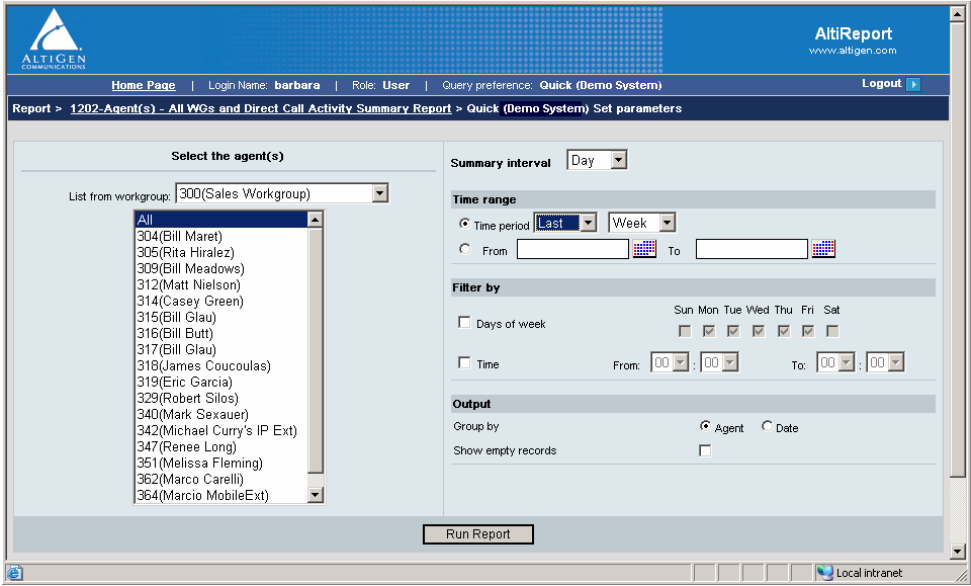 ALTIGEN
COMMUNICATIONS
AltiReport
www.altigen.com
Home Page | Login Name: barbara | Role: User | Query preference: Quick (Demo System) Logout
Report > 1202-Agent(s) - All WGs and Direct Call Activity Summary Report > Quick (Demo System) Set parameters
Select the agent(s)
List from workgroup: 300(Sales Workgroup)
All
304(Bill Maret)
305(Rita Hiralez)
309(Bill Meadows)
312(Matt Nielson)
314(Casey Green)
315(Bill Glau)
316(Bill Butt)
317(Bill Glau)
318(James Coucoulas)
319(Eric Garcia)
329(Robert Silos)
340(Mark Sexauer)
342(Michael Curry's IP Ext)
347(Renee Long)
351(Melissa Fleming)
362(Marco Carelli)
364(Marcio MobileExt)
Summary interval Day
Time range
Time period Last Week
From To
Filter by
Days of week Sun Mon Tue Wed Thu Fri Sat
Time From: 00 : 00 To: 00 : 00
Output
Group by Agent Date
Show empty records
Run Report
Local intranet